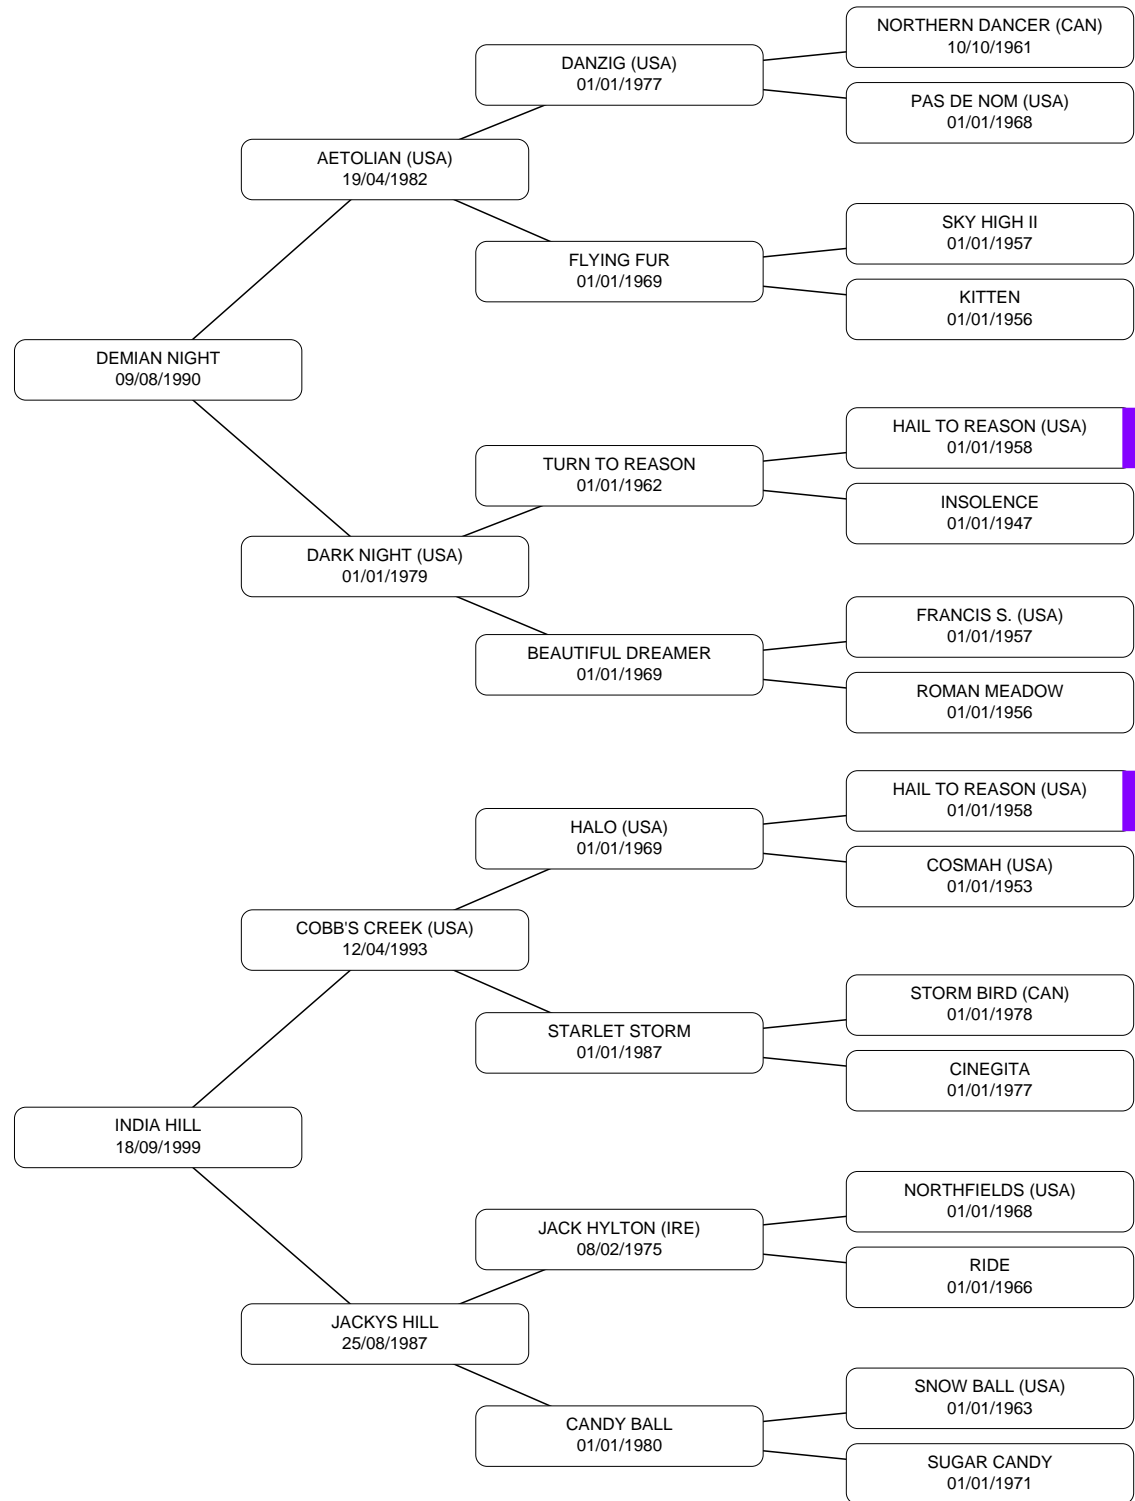 NORTHERN DANCER (CAN)
10/10/1961
DANZIG (USA)
01/01/1977
PAS DE NOM (USA)
01/01/1968
AETOLIAN (USA)
19/04/1982
SKY HIGH II
01/01/1957
FLYING FUR
01/01/1969
KITTEN
01/01/1956
DEMIAN NIGHT
09/08/1990
HAIL TO REASON (USA)
01/01/1958
TURN TO REASON
01/01/1962
INSOLENCE
01/01/1947
DARK NIGHT (USA)
01/01/1979
FRANCIS S. (USA)
01/01/1957
BEAUTIFUL DREAMER
01/01/1969
ROMAN MEADOW
01/01/1956
HAIL TO REASON (USA)
01/01/1958
HALO (USA)
01/01/1969
COSMAH (USA)
01/01/1953
COBB'S CREEK (USA)
12/04/1993
STORM BIRD (CAN)
01/01/1978
STARLET STORM
01/01/1987
CINEGITA
01/01/1977
INDIA HILL
18/09/1999
NORTHFIELDS (USA)
01/01/1968
JACK HYLTON (IRE)
08/02/1975
RIDE
01/01/1966
JACKYS HILL
25/08/1987
SNOW BALL (USA)
01/01/1963
CANDY BALL
01/01/1980
SUGAR CANDY
01/01/1971